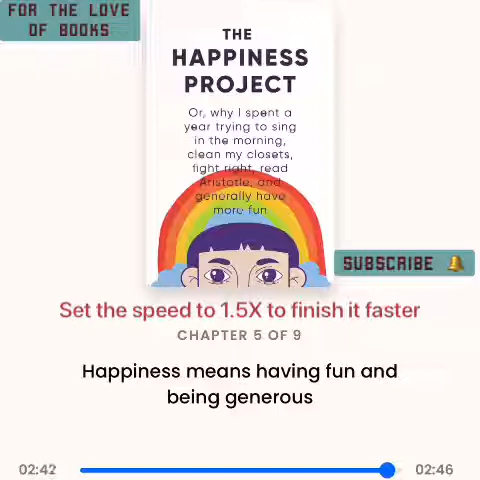 FOR THE LOVE
OF BOOKS
THE
HAPPINESS
PROJECT
Or, why I spent a
year trying to sing
in the morning,
clean my closets,
fight right, read
Aristotle, and
generally have
more fun
SUBSCRIBE
Set the speed to 1.5X to finish it faster
CHAPTER 5 OF 9
Happiness means having fun and
being generous
02:42
02:46